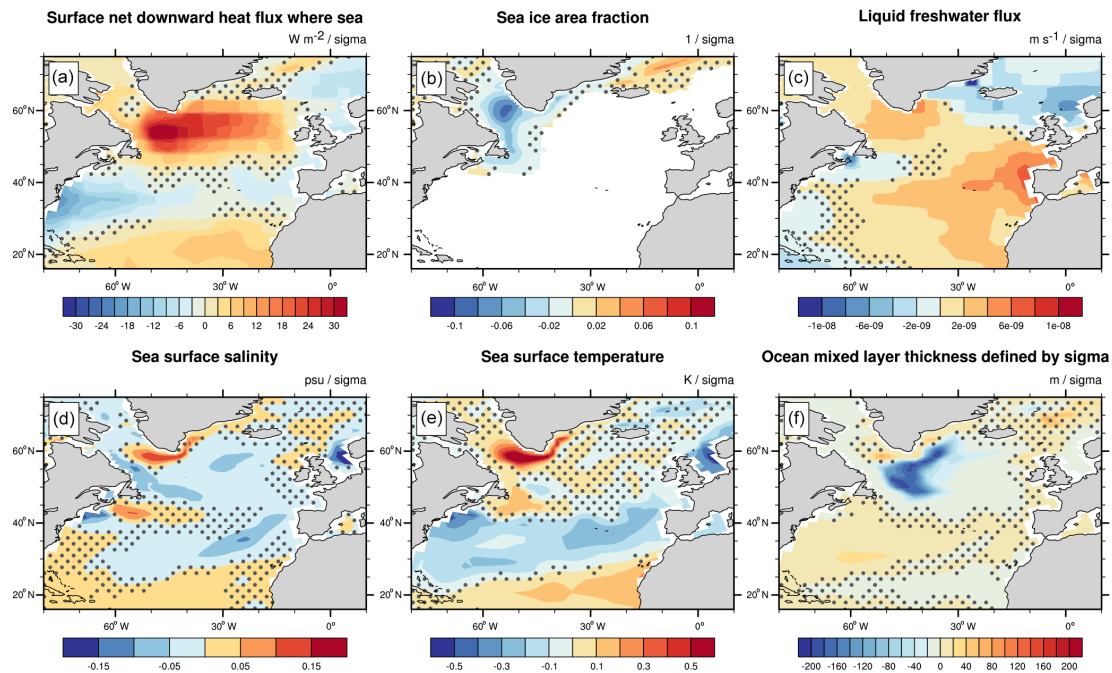 Surface net downward heat flux where sea
W m-2 / sigma
(a)
60° N
40° N
20° N
60° W
30° W
0°
-30 -24 -18 -12 -6 0 6 12 18 24 30
Sea ice area fraction
1 / sigma
(b)
60° N
40° N
20° N
60° W
30° W
0°
-0.1 -0.06 -0.02 0.02 0.06 0.1
Liquid freshwater flux
m s-1 / sigma
(c)
60° N
40° N
20° N
60° W
30° W
0°
-1e-08 -6e-09 -2e-09 2e-09 6e-09 1e-08
Sea surface salinity
psu / sigma
(d)
60° N
40° N
20° N
60° W
30° W
0°
-0.15 -0.05 0.05 0.15
Sea surface temperature
K / sigma
(e)
60° N
40° N
20° N
60° W
30° W
0°
-0.5 -0.3 -0.1 0.1 0.3 0.5
Ocean mixed layer thickness defined by sigma
m / sigma
(f)
60° N
40° N
20° N
60° W
30° W
0°
-200 -160 -120 -80 -40 0 40 80 120 160 200